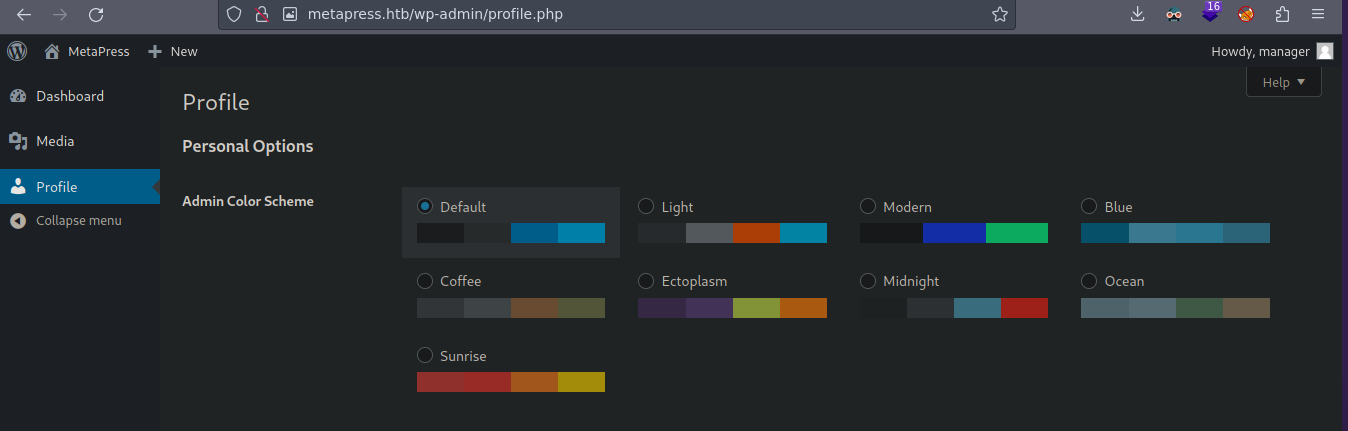 metapress.htb/wp-admin/profile.php
16
MetaPress
New
Howdy, manager
Help
Dashboard
Media
Profile
Collapse menu
Profile
Personal Options
Admin Color Scheme
Default
Light
Modern
Blue
Coffee
Ectoplasm
Midnight
Ocean
Sunrise